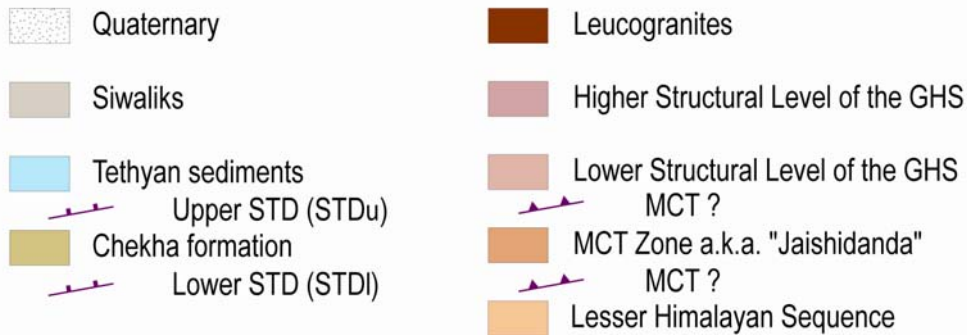 Quaternary
Siwaliks
Tethyan sediments
Upper STD (STDu)
Chekha formation
Lower STD (STDl)
Leucogranites
Higher Structural Level of the GHS
Lower Structural Level of the GHS
MCT ?
MCT Zone a.k.a. "Jaishidanda"
MCT ?
Lesser Himalayan Sequence